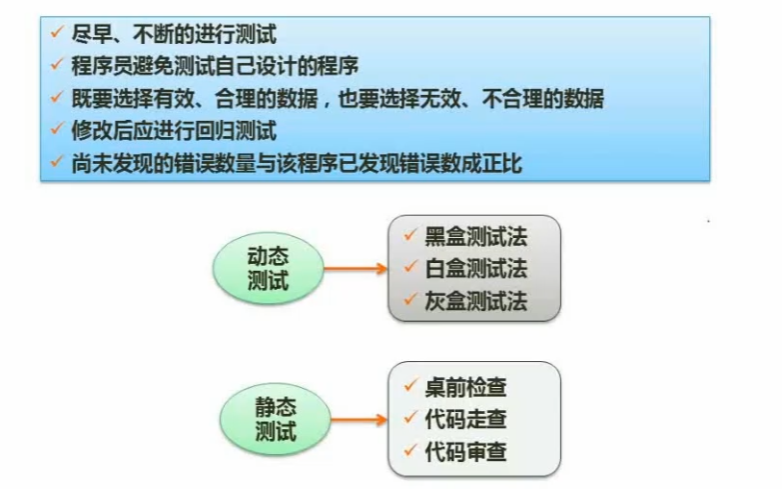 尽早、不断的进行测试
程序员避免测试自己设计的程序
既要选择有效、合理的数据，也要选择无效、不合理的数据
修改后应进行回归测试
尚未发现的错误数量与该程序已发现错误数成正比
动态
测试
黑盒测试法
白盒测试法
灰盒测试法
静态
测试
桌前检查
代码走查
代码审查